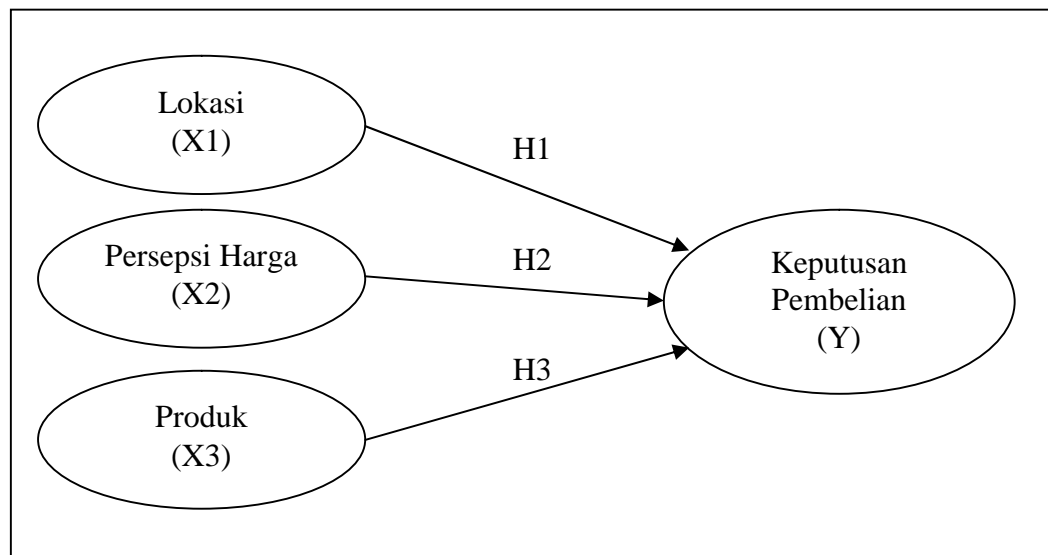 Lokasi
(X1)
H1
Persepsi Harga
(X2)
H2
Keputusan
Pembelian
(Y)
H3
Produk
(X3)